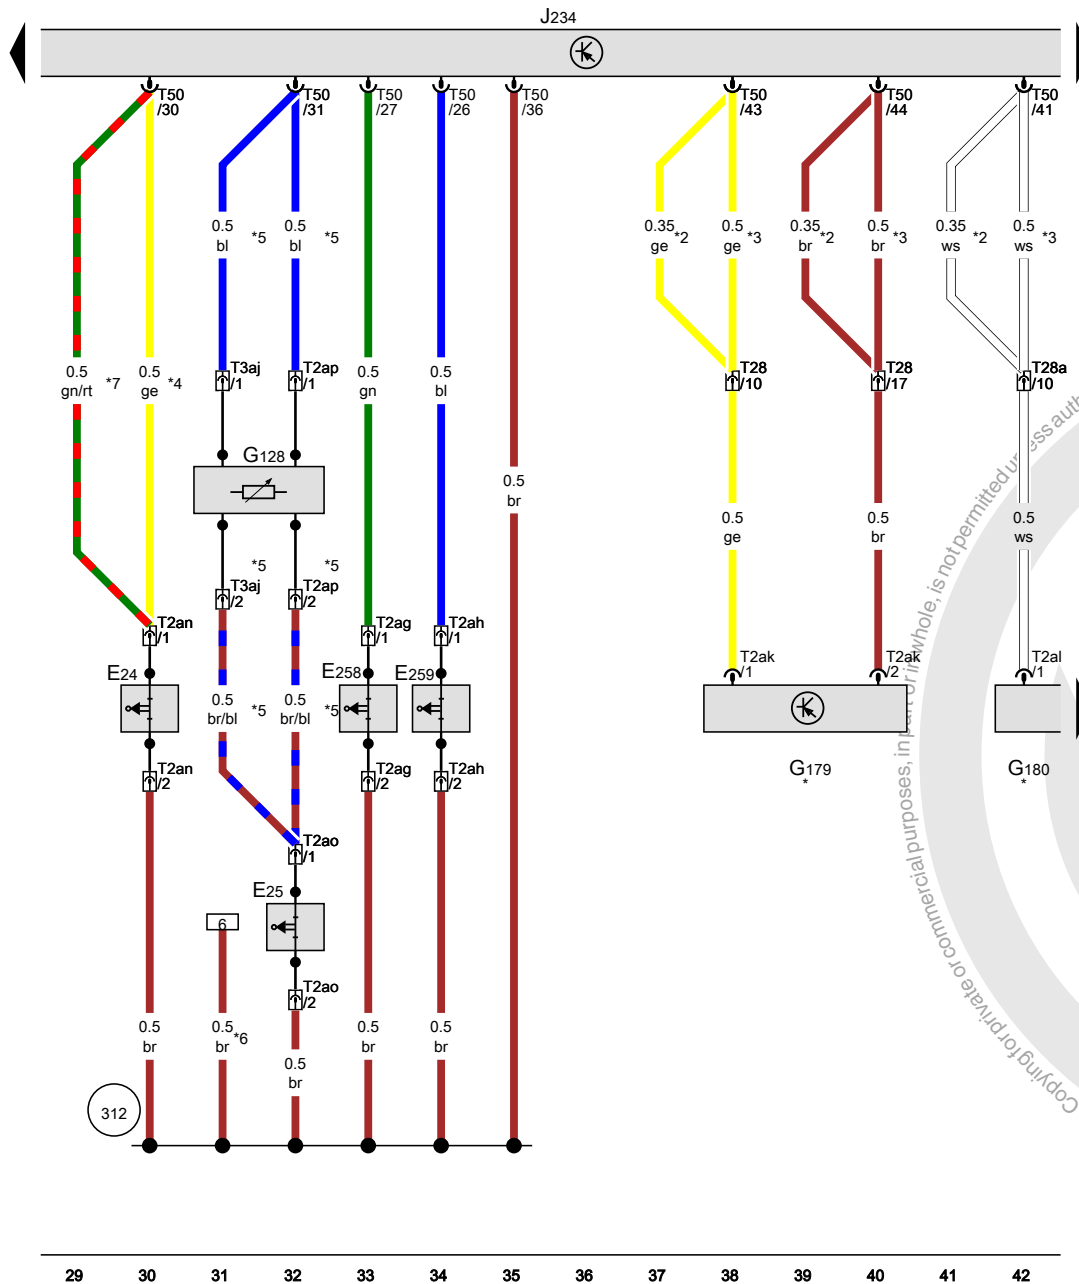 J234
T50 T50 T50 T50 T50 T50 T50 T50
/30 /31 /27 /26 /36 /43 /44 /41
0.5 0.5 0.35 0.5 0.35 0.5 0.35 0.5
bl *5 bl *5 ge *2 ge *3 br *2 br *3 ws *2 ws *3
T3aj T2ap T28 T28 T28a
/1 /1 /10 /17 /10
0.5 0.5 0.5 0.5
gn/rt *7 ge *4 gn bl
G128
0.5
br
0.5 0.5 0.5
ge br ws
*5 *5
T3aj T2ap
/2 /2
T2an T2ag T2ah
/1 /1 /1
T2ak T2ak T2al
/1 /2 /1
E24 E258 E259
0.5 0.5
br/bl *5 br/bl *5
G179 G180
* *
T2an T2ag T2ah
/2 /2 /2
T2ao
/1
E25
6
T2ao
/2
0.5 0.5 0.5 0.5
br br *6 br br
0.5
br
312
29 30 31 32 33 34 35 36 37 38 39 40 41 42
Copying for private or commercial purposes, in part or in whole, is not permitted